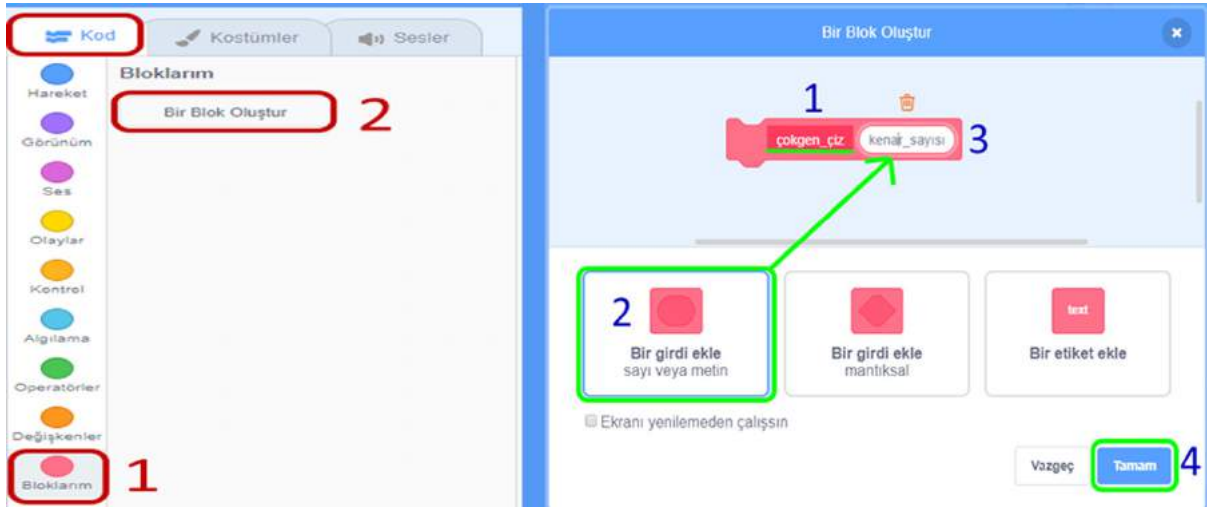 Kod
Kostümler
Sesler
Hareket
Görünüm
Ses
Olaylar
Kontrol
Algılama
Operatörler
Değişkenler
Bloklarım
1
Bloklarım
Bir Blok Oluştur
2
Bir Blok Oluştur
×
1
çokgen_çiz
kenar_sayısı
3
2
Bir girdi ekle
sayı veya metin
Bir girdi ekle
mantıksal
text
Bir etiket ekle
Ekranı yenilemeden çalışsın
Vazgeç
Tamam
4